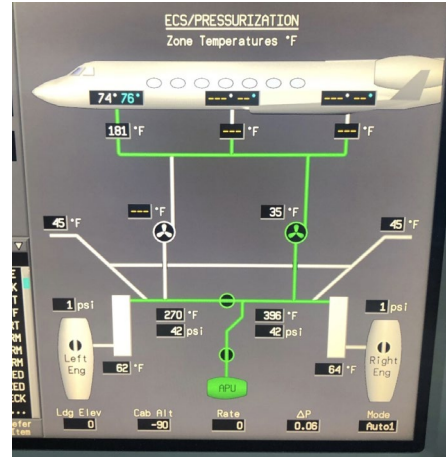 ECS/PRESSURIZATION
Zone Temperatures °F
74° 76° ---° --° ---° --°
181 °F --- °F --- °F
--- °F 35 °F
45 °F 45 °F
270 °F 396 °F
42 psi 42 psi
1 psi 1 psi
Left Eng
Right Eng
62 °F 64 °F
APU
Ldg Elev Cab Alt Rate ΔP Mode
0 -90 0 0.06 Auto1